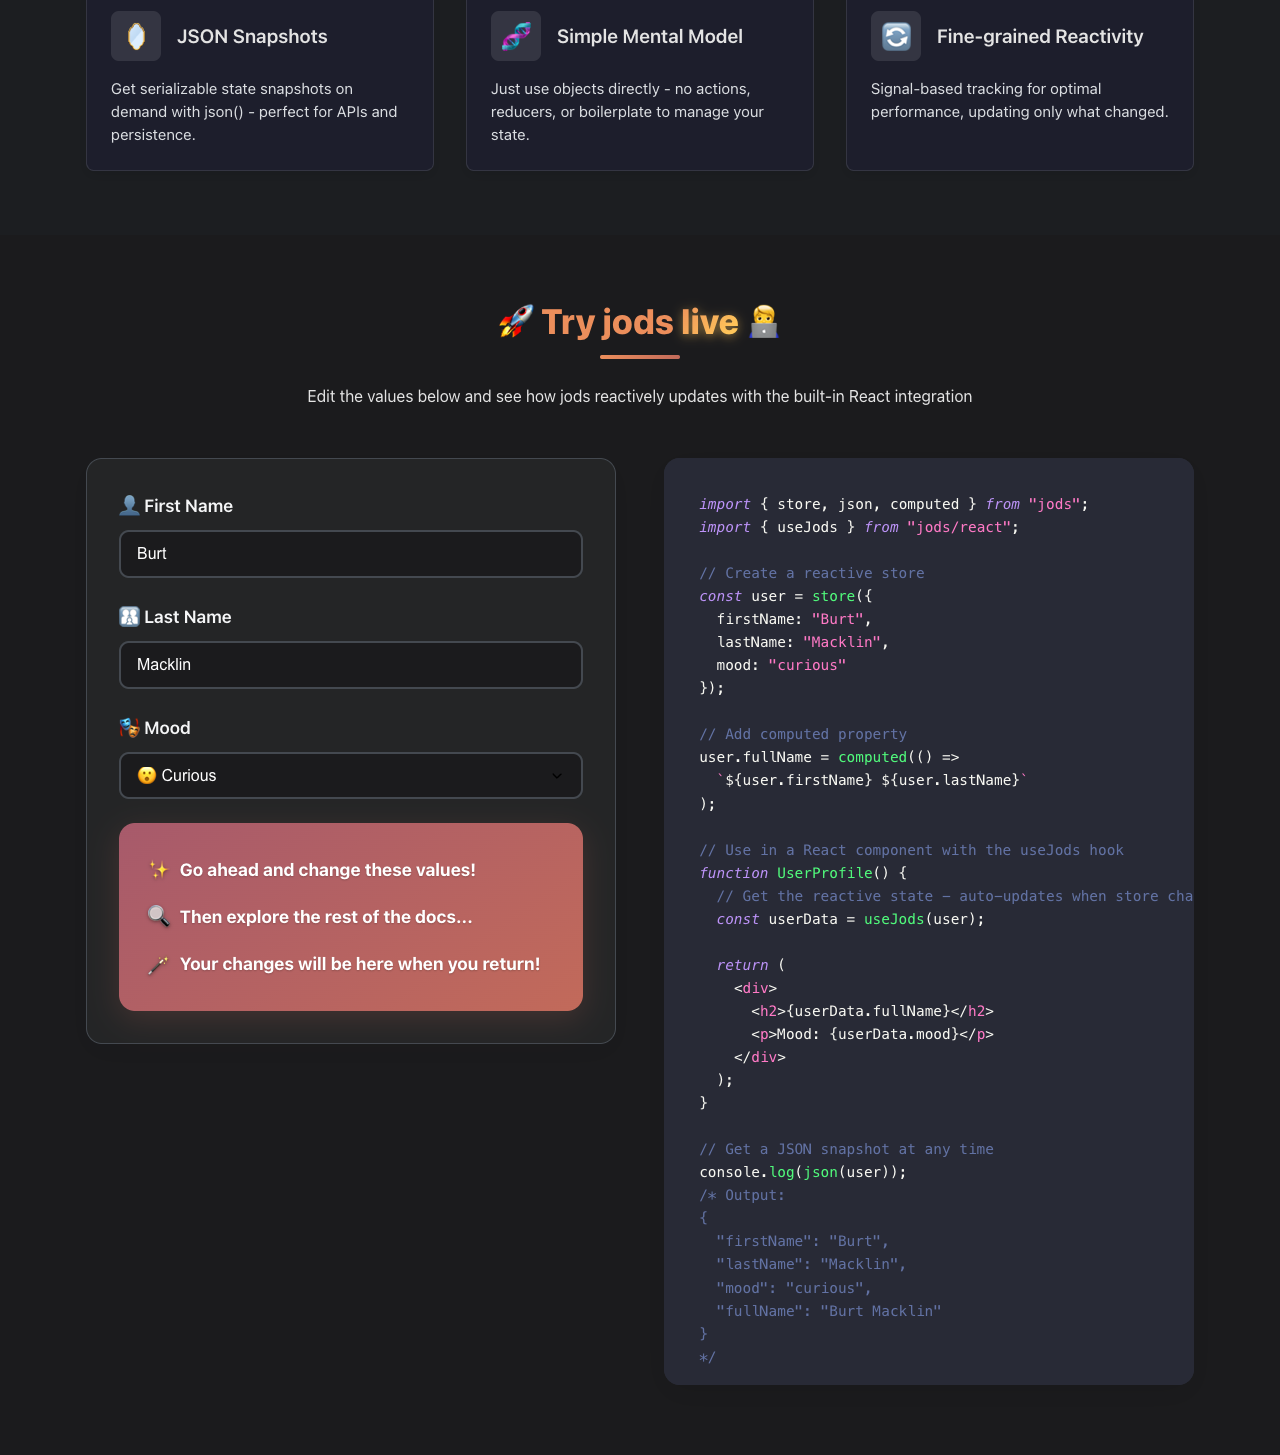 JSON Snapshots
Get serializable state snapshots on
demand with json() - perfect for APIs and
persistence.
Simple Mental Model
Just use objects directly - no actions,
reducers, or boilerplate to manage your
state.
Fine-grained Reactivity
Signal-based tracking for optimal
performance, updating only what changed.
🚀 Try jods live 👨‍💻
Edit the values below and see how jods reactively updates with the built-in React integration
👤 First Name
Burt
Last Name
Macklin
🎭 Mood
😮 Curious
✨ Go ahead and change these values!
🔍 Then explore the rest of the docs...
🪄 Your changes will be here when you return!
import { store, json, computed } from "jods";
import { useJods } from "jods/react";
// Create a reactive store
const user = store({
  firstName: "Burt",
  lastName: "Macklin",
  mood: "curious"
});
// Add computed property
user.fullName = computed(() =>
  `${user.firstName} ${user.lastName}`
);
// Use in a React component with the useJods hook
function UserProfile() {
  // Get the reactive state – auto-updates when store cha
  const userData = useJods(user);
  return (
    <div>
      <h2>{userData.fullName}</h2>
      <p>Mood: {userData.mood}</p>
    </div>
  );
}
// Get a JSON snapshot at any time
console.log(json(user));
/* Output:
{
  "firstName": "Burt",
  "lastName": "Macklin",
  "mood": "curious",
  "fullName": "Burt Macklin"
}
*/